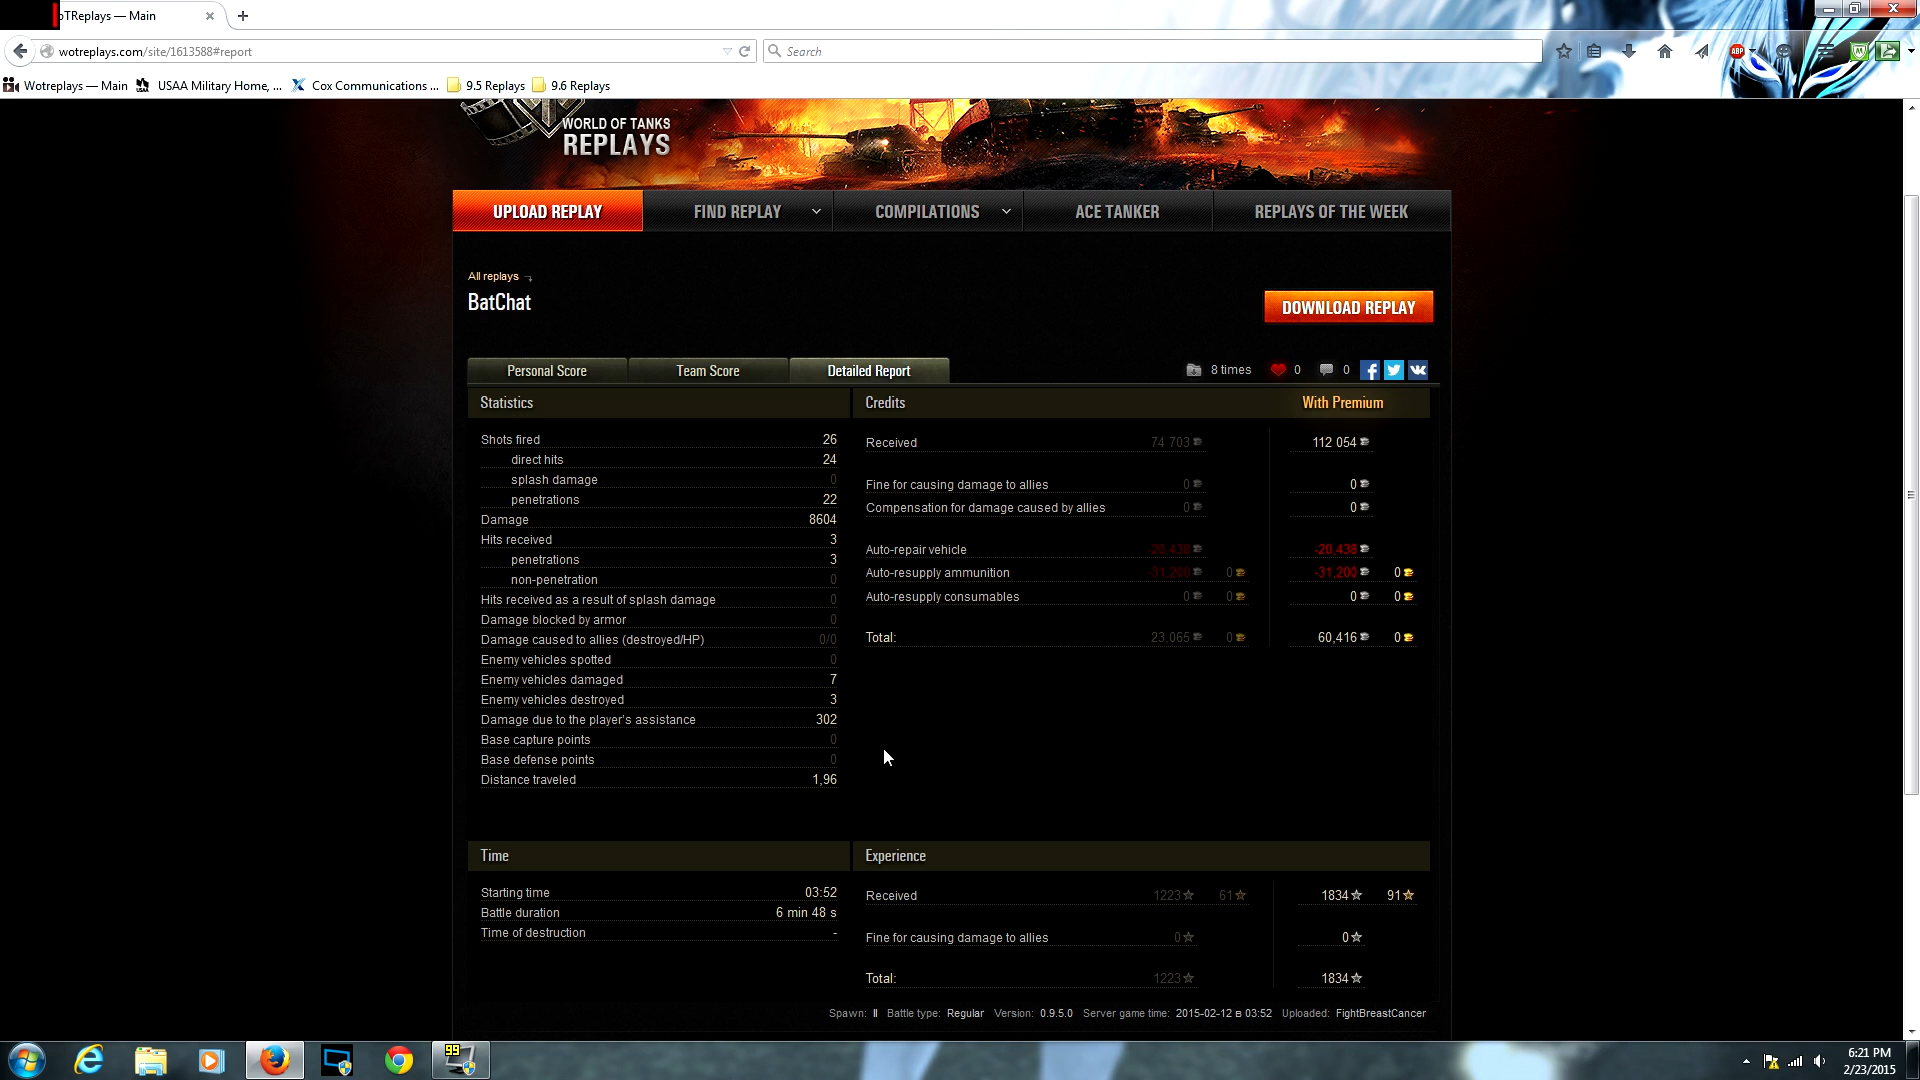 oTReplays — Main
wotreplays.com/site/1613588#report
Search
ABP
Wotreplays — Main
USAA Military Home, ...
Cox Communications ...
9.5 Replays
9.6 Replays
WORLD OF TANKS
REPLAYS
UPLOAD REPLAY
FIND REPLAY
COMPILATIONS
ACE TANKER
REPLAYS OF THE WEEK
All replays
BatChat
DOWNLOAD REPLAY
Personal Score
Team Score
Detailed Report
8 times
0
0
Statistics
Shots fired 26
direct hits 24
splash damage 0
penetrations 22
Damage 8604
Hits received 3
penetrations 3
non-penetration 0
Hits received as a result of splash damage 0
Damage blocked by armor 0
Damage caused to allies (destroyed/HP) 0/0
Enemy vehicles spotted 0
Enemy vehicles damaged 7
Enemy vehicles destroyed 3
Damage due to the player's assistance 302
Base capture points 0
Base defense points 0
Distance traveled 1,96
Credits With Premium
Received 74 703 112 054
Fine for causing damage to allies 0 0
Compensation for damage caused by allies 0 0
Auto-repair vehicle -20,438 -20,438
Auto-resupply ammunition -31,200 0 -31,200 0
Auto-resupply consumables 0 0 0 0
Total: 23,065 0 60,416 0
Time
Starting time 03:52
Battle duration 6 min 48 s
Time of destruction -
Experience
Received 1223 61 1834 91
Fine for causing damage to allies 0 0
Total: 1223 1834
Spawn: II Battle type: Regular Version: 0.9.5.0 Server game time: 2015-02-12 в 03:52 Uploaded: FightBreastCancer
99
6:21 PM
2/23/2015